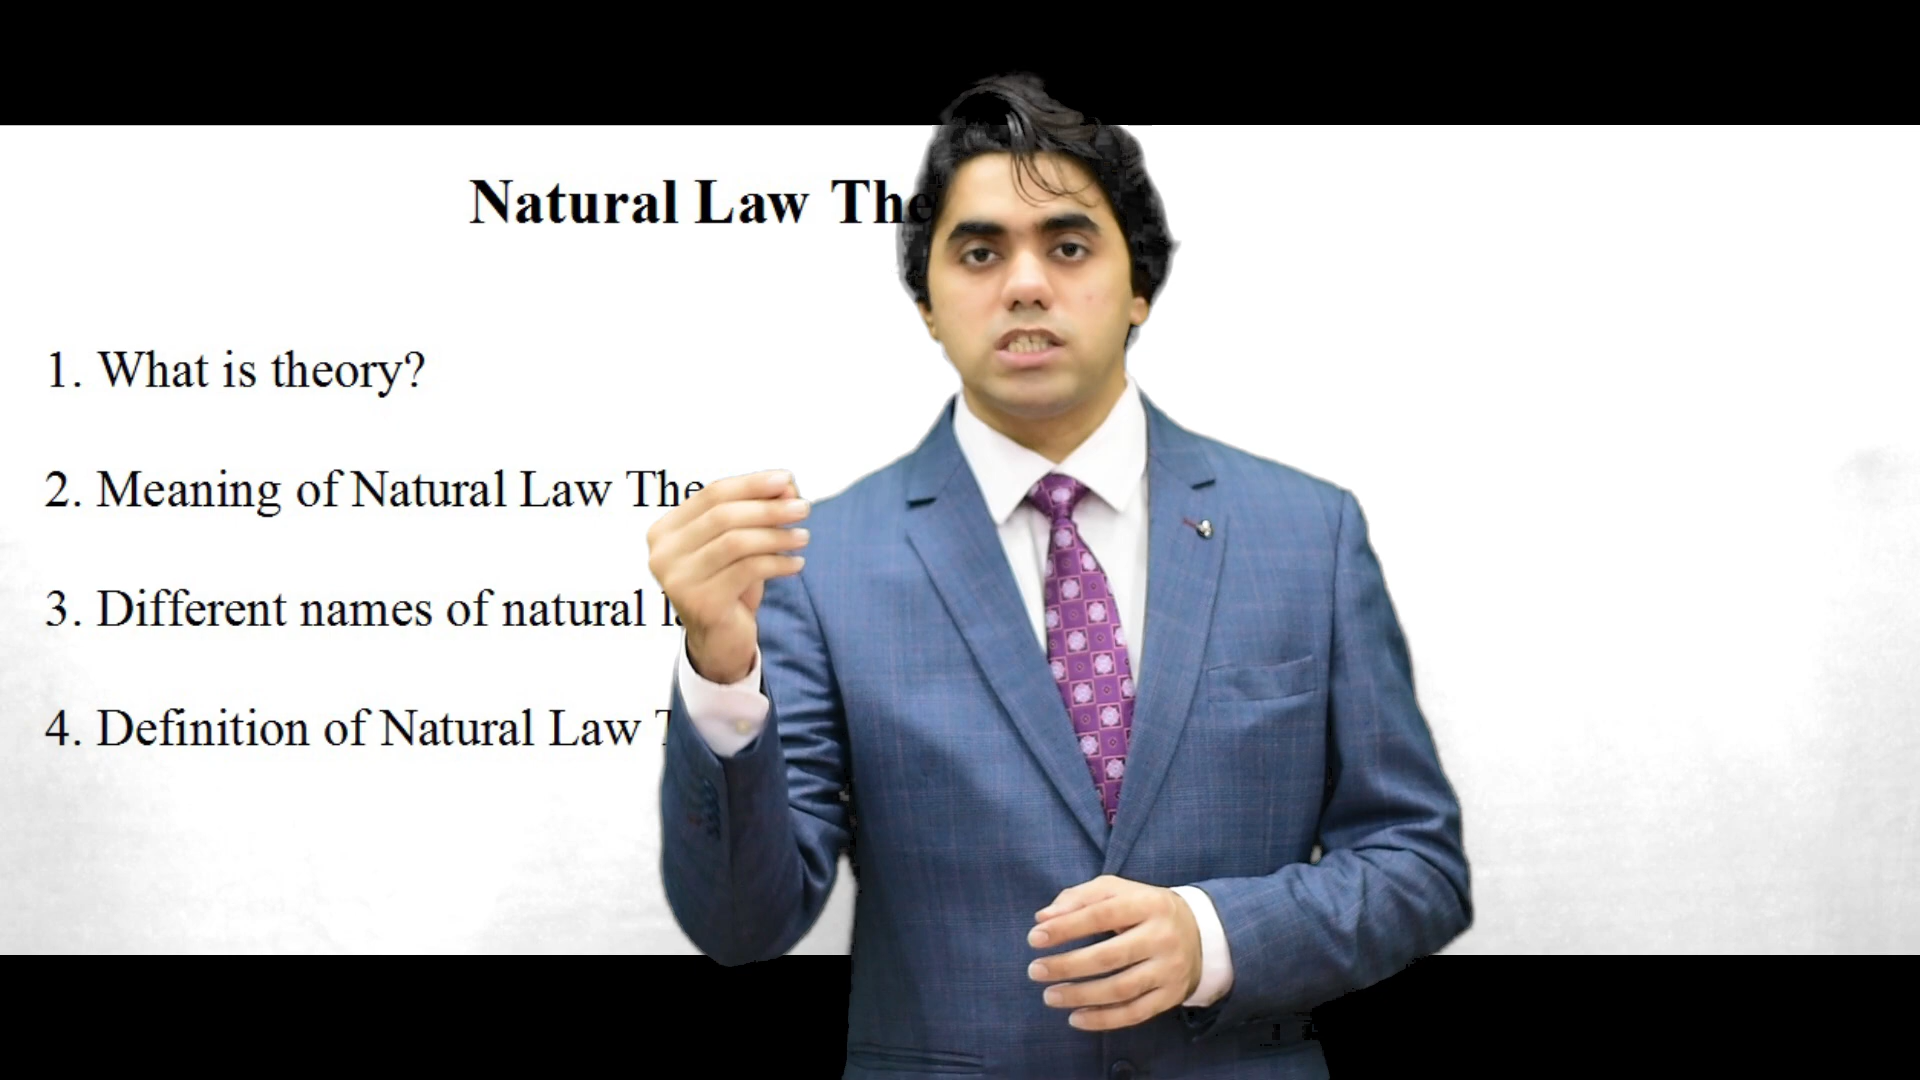 Natural Law The
1. What is theory?
2. Meaning of Natural Law The
3. Different names of natural
4. Definition of Natural Law